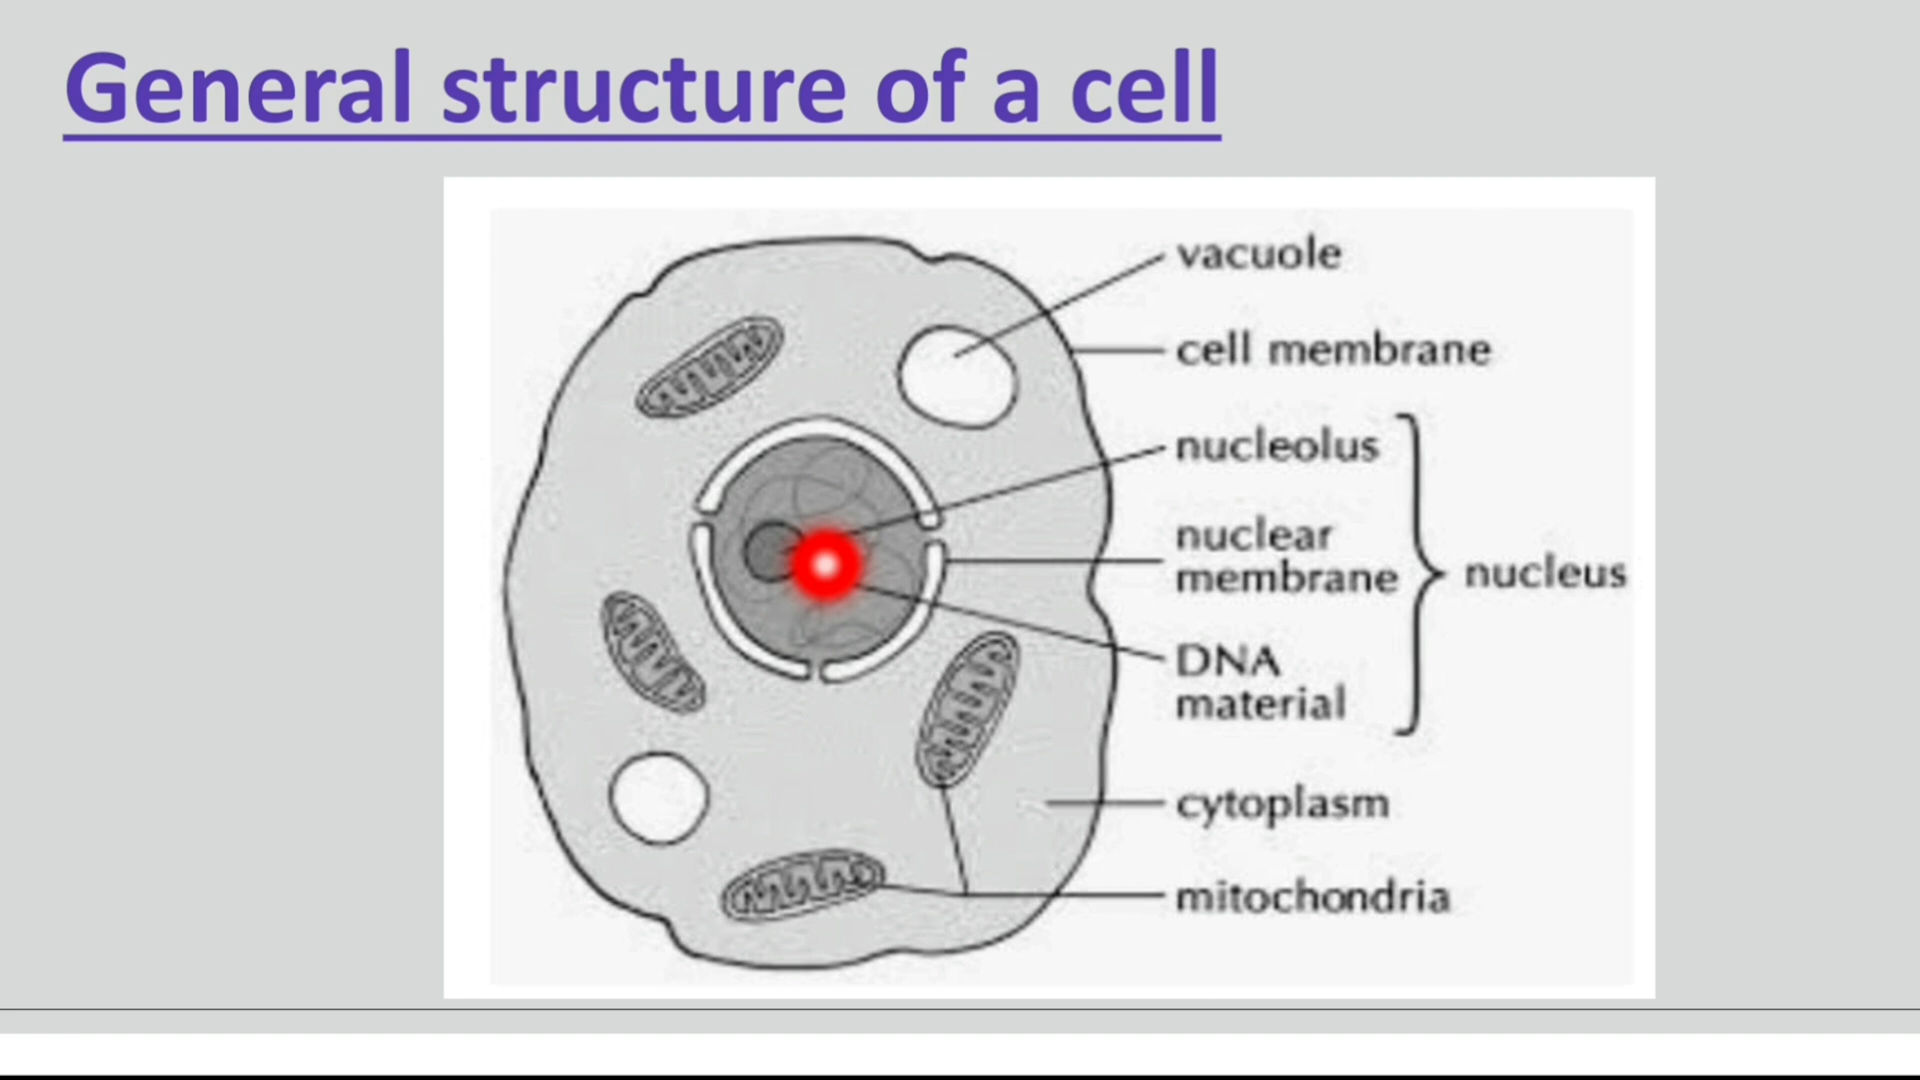 General structure of a cell
vacuole
cell membrane
nucleolus
nuclear
membrane
nucleus
DNA
material
cytoplasm
mitochondria